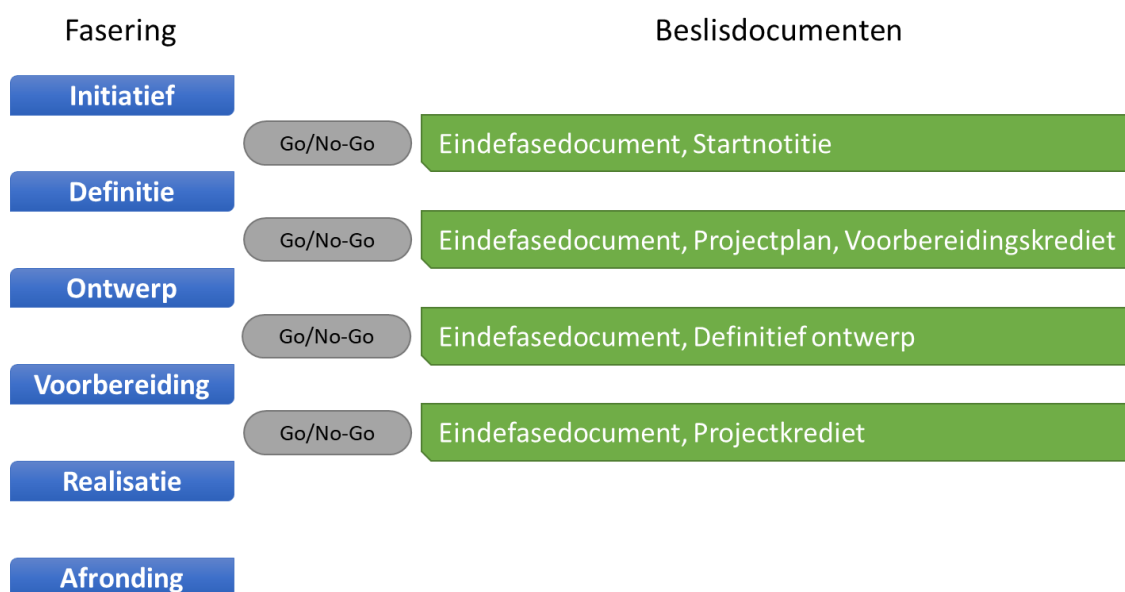 Fasering
Beslisdocumenten
Initiatief
Go/No-Go
Eindefasedocument, Startnotitie
Definitie
Go/No-Go
Eindefasedocument, Projectplan, Voorbereidingskrediet
Ontwerp
Go/No-Go
Eindefasedocument, Definitief ontwerp
Voorbereiding
Go/No-Go
Eindefasedocument, Projectkrediet
Realisatie
Afronding